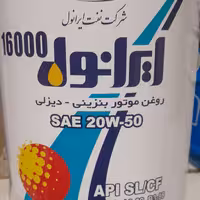 شرکت نفت ایرانول
16000
ایرانول
روغن موتور بنزینی - دیزلی
SAE 20W-50
API SL/CF